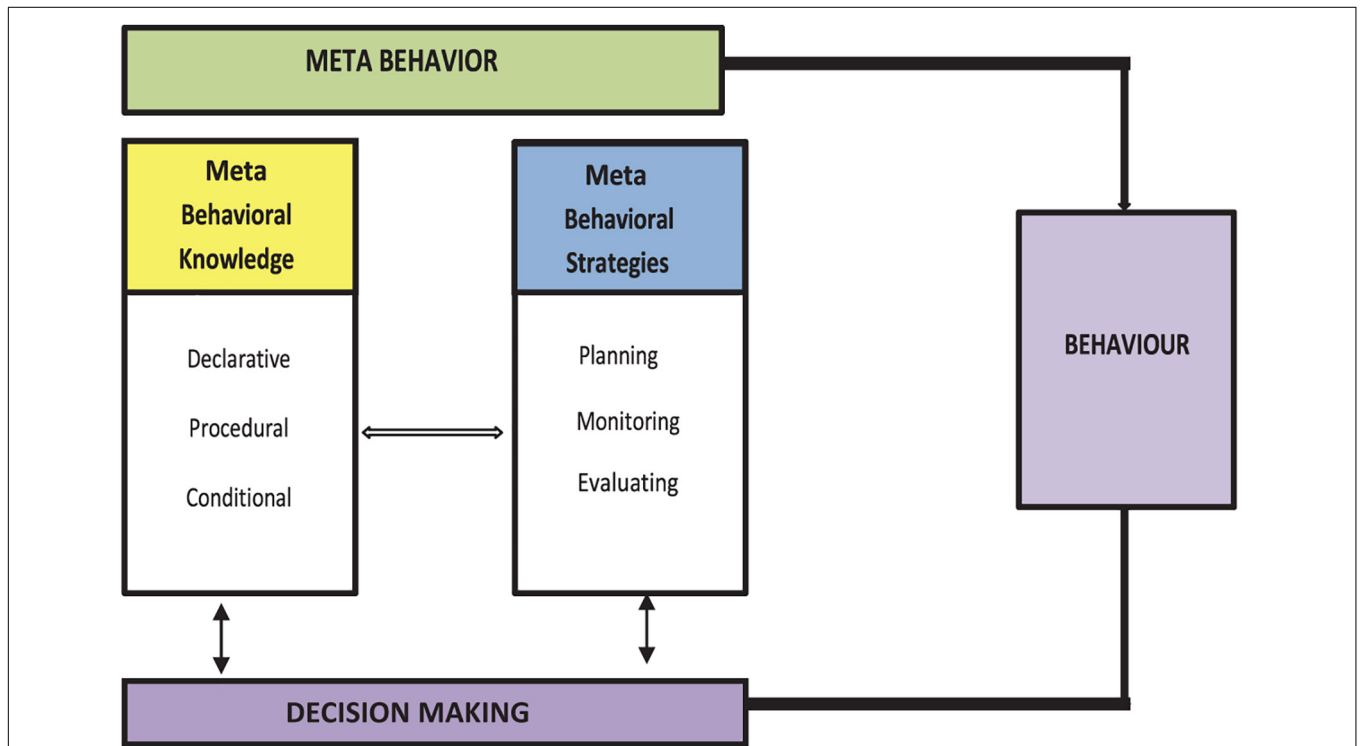 META BEHAVIOR
Meta
Behavioral
Knowledge
Declarative
Procedural
Conditional
Meta
Behavioral
Strategies
Planning
Monitoring
Evaluating
BEHAVIOUR
DECISION MAKING